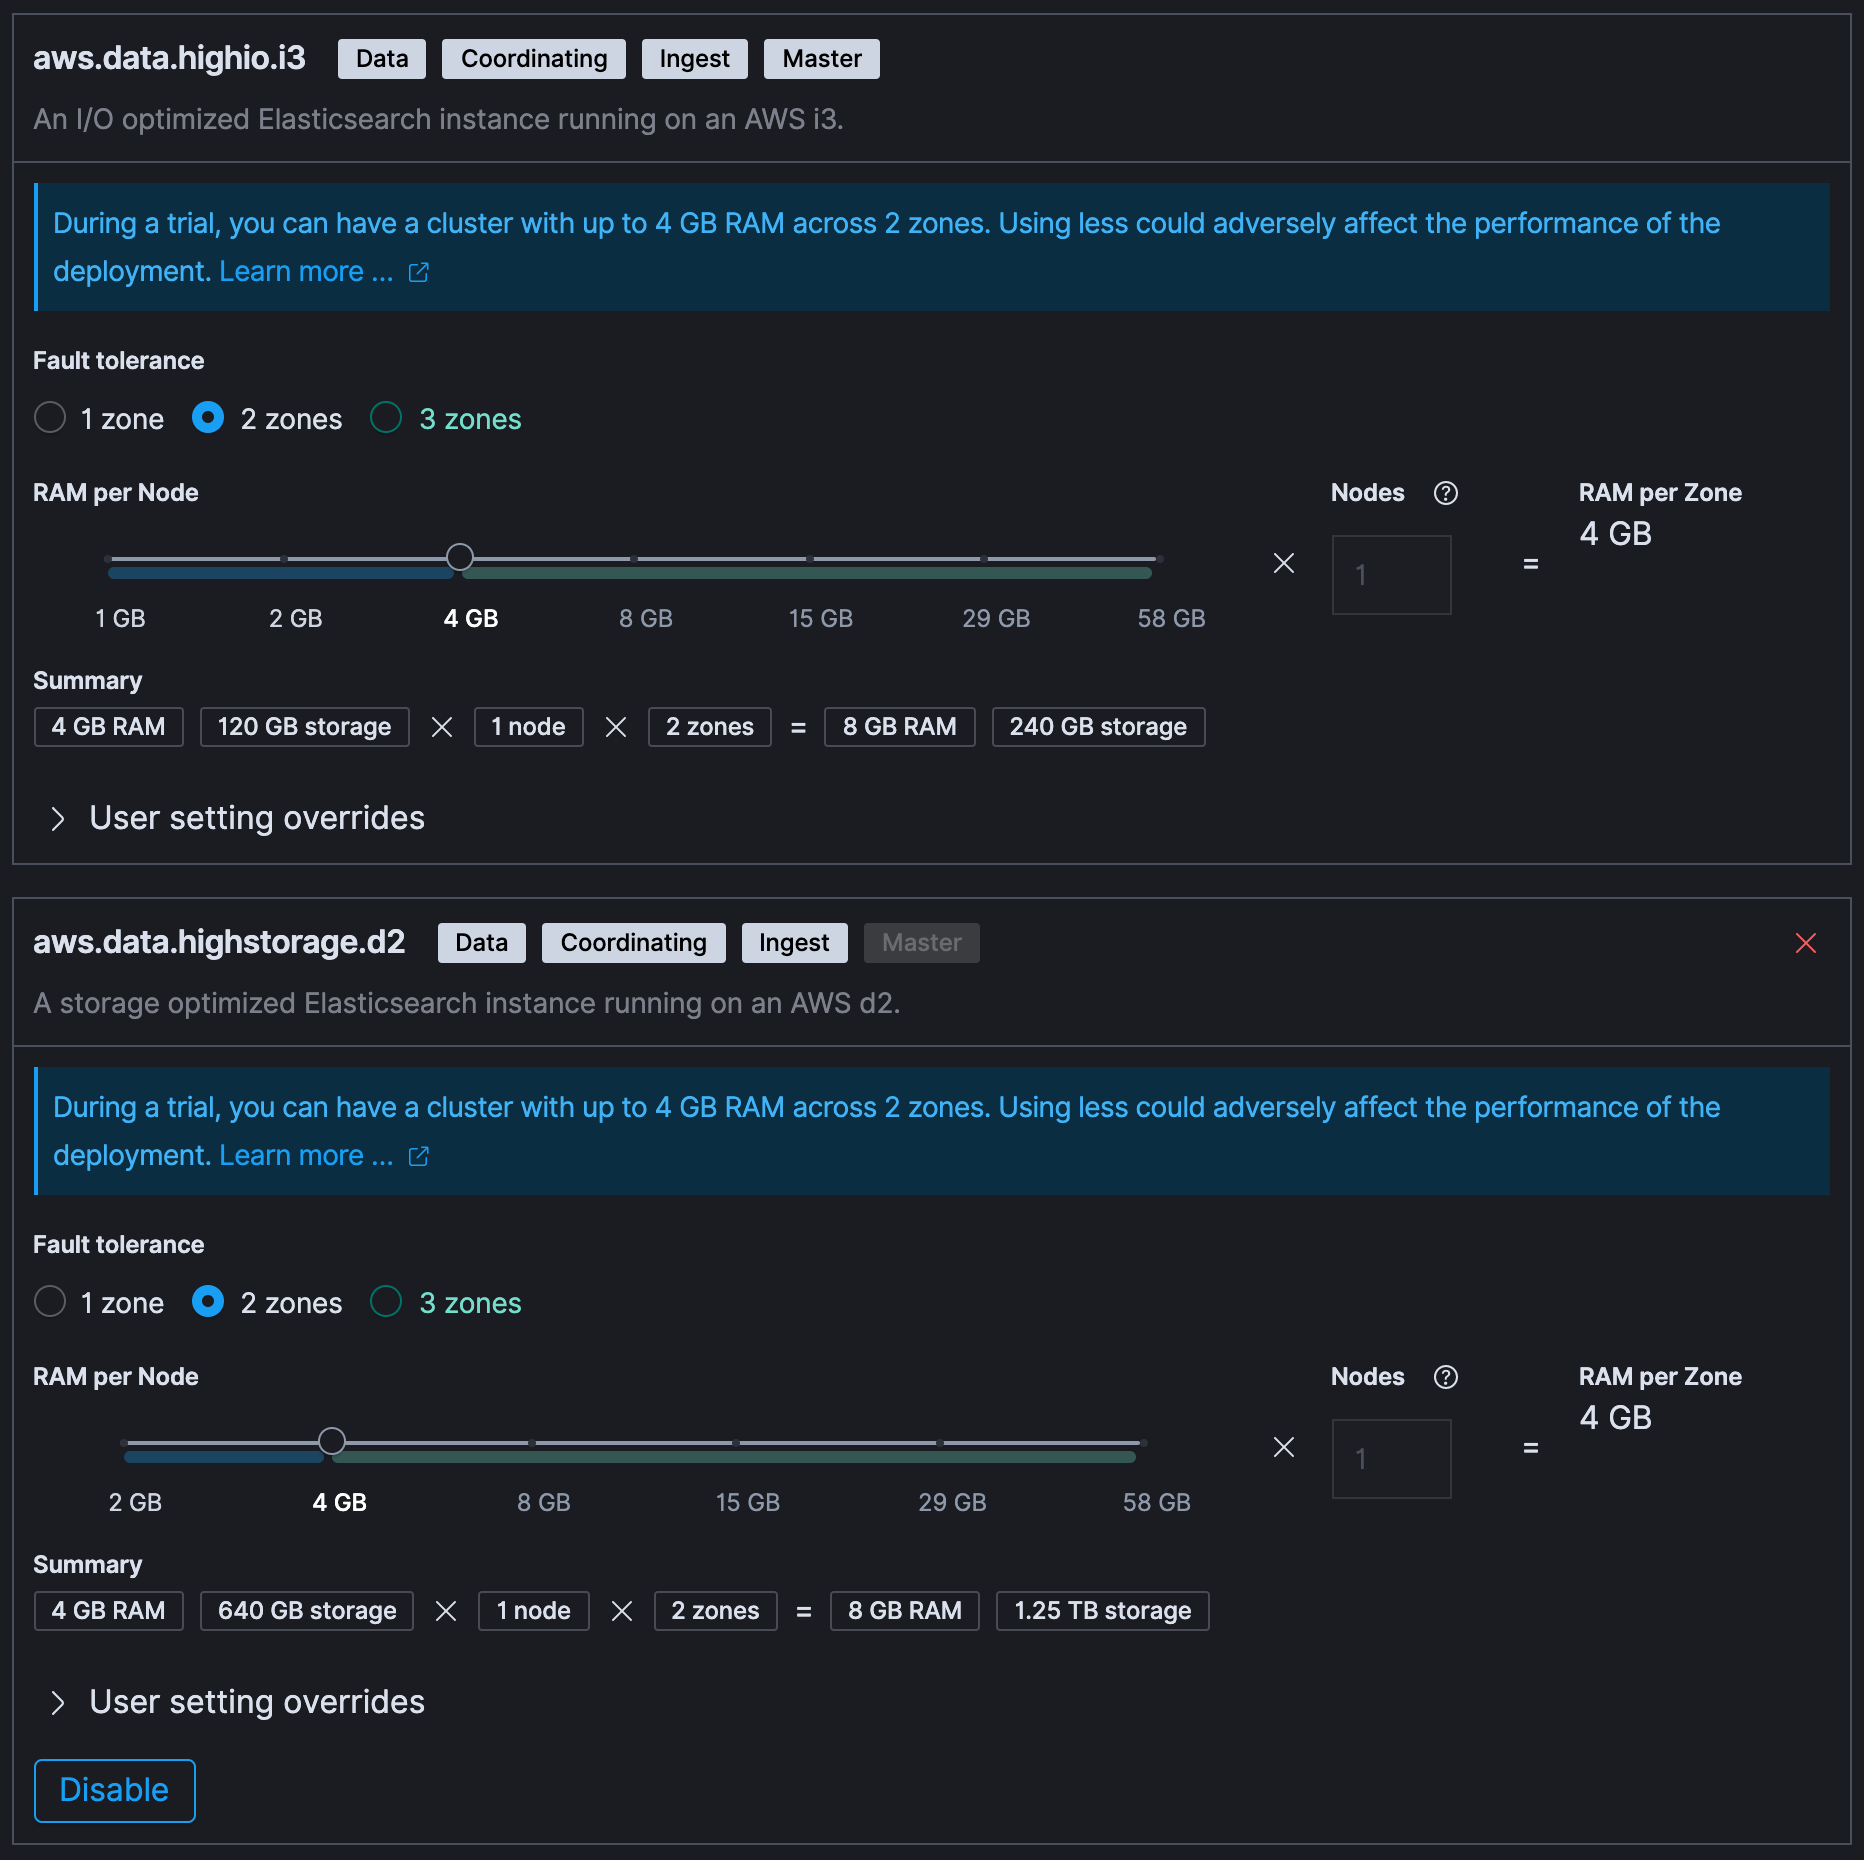 aws.data.highio.i3 Data Coordinating Ingest Master
An I/O optimized Elasticsearch instance running on an AWS i3.
During a trial, you can have a cluster with up to 4 GB RAM across 2 zones. Using less could adversely affect the performance of the
deployment. Learn more ...
Fault tolerance
1 zone 2 zones 3 zones
RAM per Node Nodes RAM per Zone
4 GB
× 1 =
1 GB 2 GB 4 GB 8 GB 15 GB 29 GB 58 GB
Summary
4 GB RAM 120 GB storage × 1 node × 2 zones = 8 GB RAM 240 GB storage
User setting overrides
aws.data.highstorage.d2 Data Coordinating Ingest Master
A storage optimized Elasticsearch instance running on an AWS d2.
During a trial, you can have a cluster with up to 4 GB RAM across 2 zones. Using less could adversely affect the performance of the
deployment. Learn more ...
Fault tolerance
1 zone 2 zones 3 zones
RAM per Node Nodes RAM per Zone
4 GB
× 1 =
2 GB 4 GB 8 GB 15 GB 29 GB 58 GB
Summary
4 GB RAM 640 GB storage × 1 node × 2 zones = 8 GB RAM 1.25 TB storage
User setting overrides
Disable